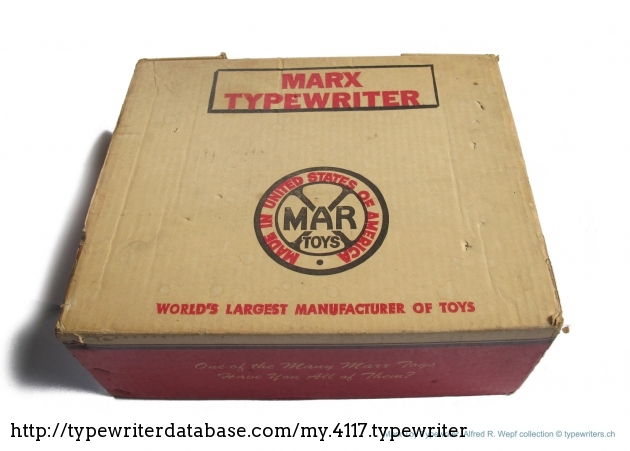 MARX
TYPEWRITER
MADE IN UNITED STATES OF AMERICA
MAR
TOYS
WORLD'S LARGEST MANUFACTURER OF TOYS
One of the Many Marx Toys
Have You All of Them?
http://typewriterdatabase.com/my.4117.typewriter
Alfred R. Wepf collection © typewriters.ch